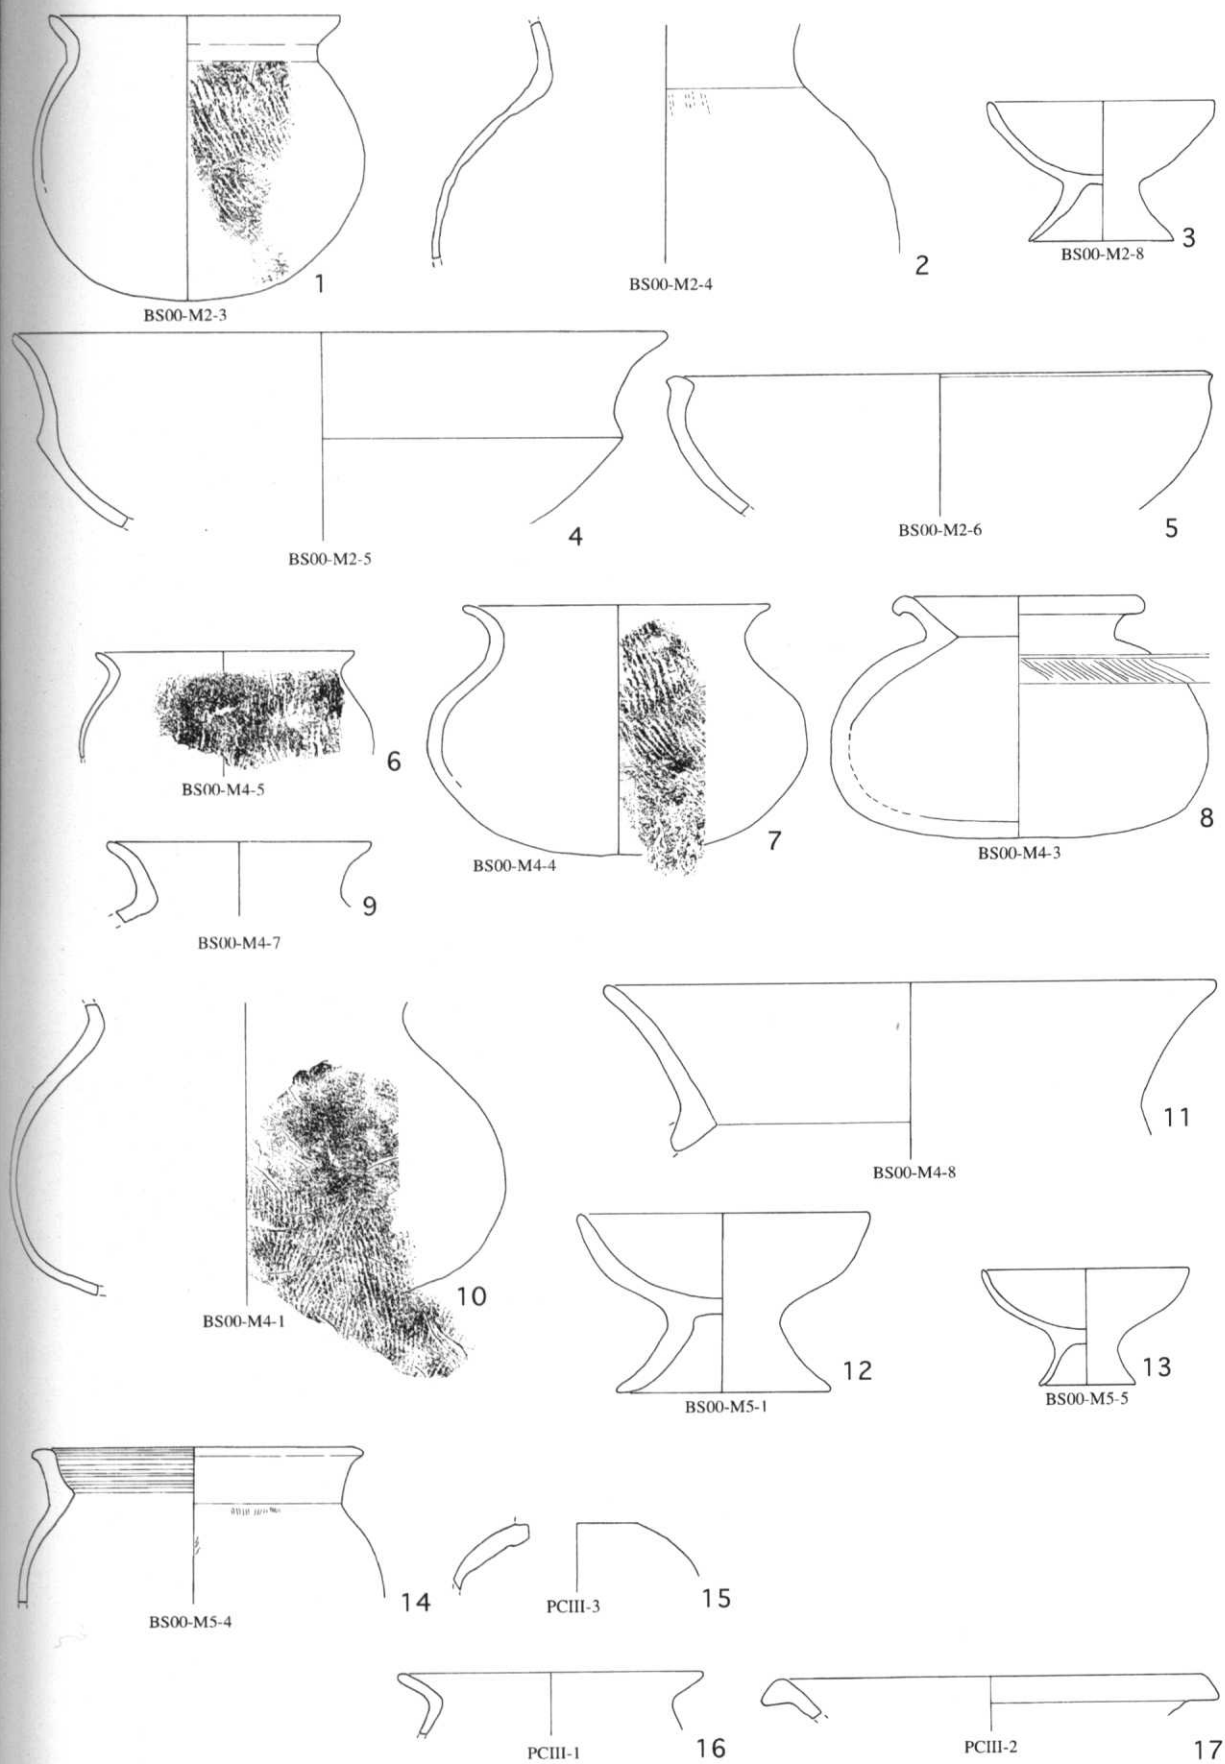 1
BS00-M2-3
2
BS00-M2-4
3
BS00-M2-8
4
BS00-M2-5
5
BS00-M2-6
6
BS00-M4-5
7
BS00-M4-4
8
BS00-M4-3
9
BS00-M4-7
10
BS00-M4-1
11
BS00-M4-8
12
BS00-M5-1
13
BS00-M5-5
14
BS00-M5-4
15
PCIII-3
16
PCIII-1
17
PCIII-2